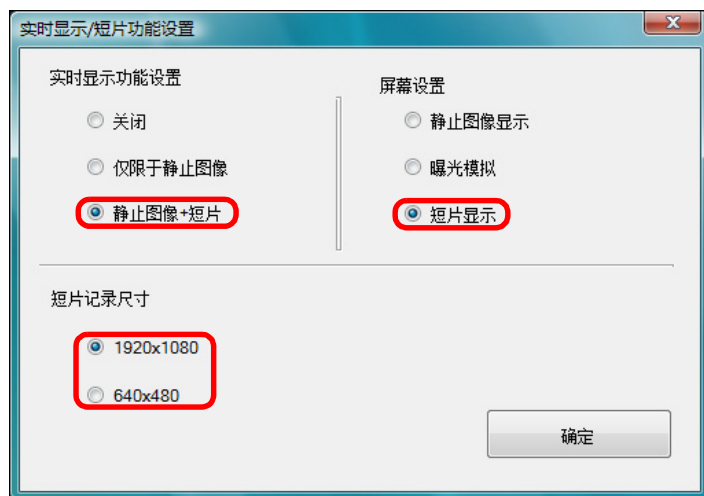 实时显示/短片功能设置
实时显示功能设置
关闭
仅限于静止图像
静止图像+短片
屏幕设置
静止图像显示
曝光模拟
短片显示
短片记录尺寸
1920x1080
640x480
确定